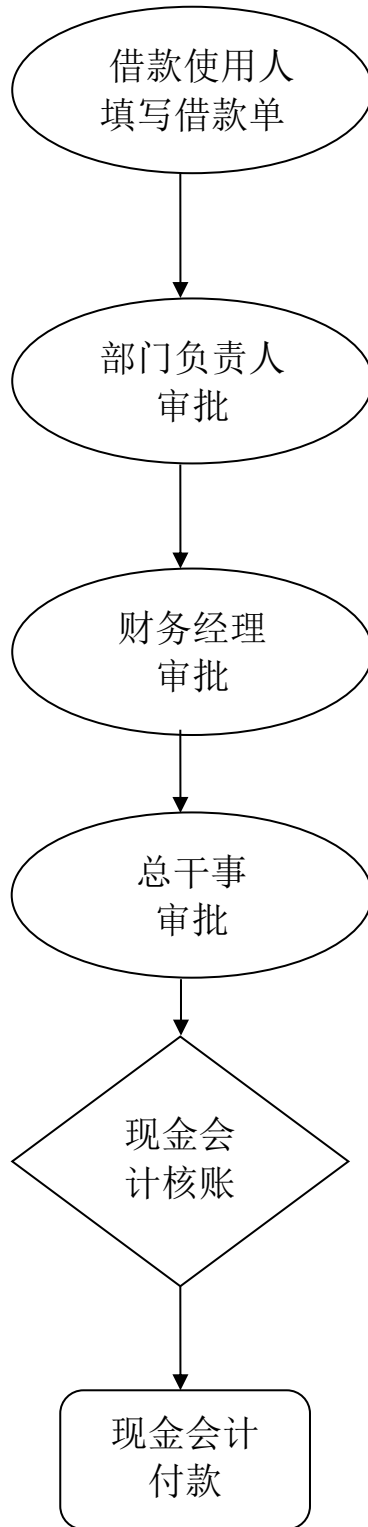 借款使用人
填写借款单
部门负责人
审批
财务经理
审批
总干事
审批
现金会
计核账
现金会计
付款